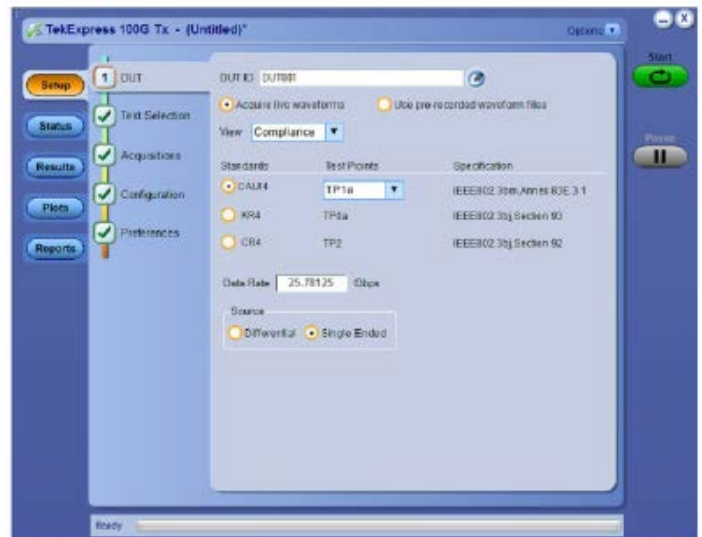 TekExpress 100G Tx - (Untitled)*
Options
Start
Pause
Setup
Status
Results
Plots
Reports
1 DUT
Test Selection
Acquisitions
Configuration
Preferences
DUT ID DUT001
Acquire live waveforms Use pre-recorded waveform files
View Compliance
Standards Test Points Specification
CAUI4 TP1a IEEE802.3bm,Annex 83E.3.1
KR4 TP0a IEEE802.3bj,Section 93
CR4 TP2 IEEE802.3bj,Section 92
Data Rate 25.78125 Gbps
Source
Differential Single Ended
Ready